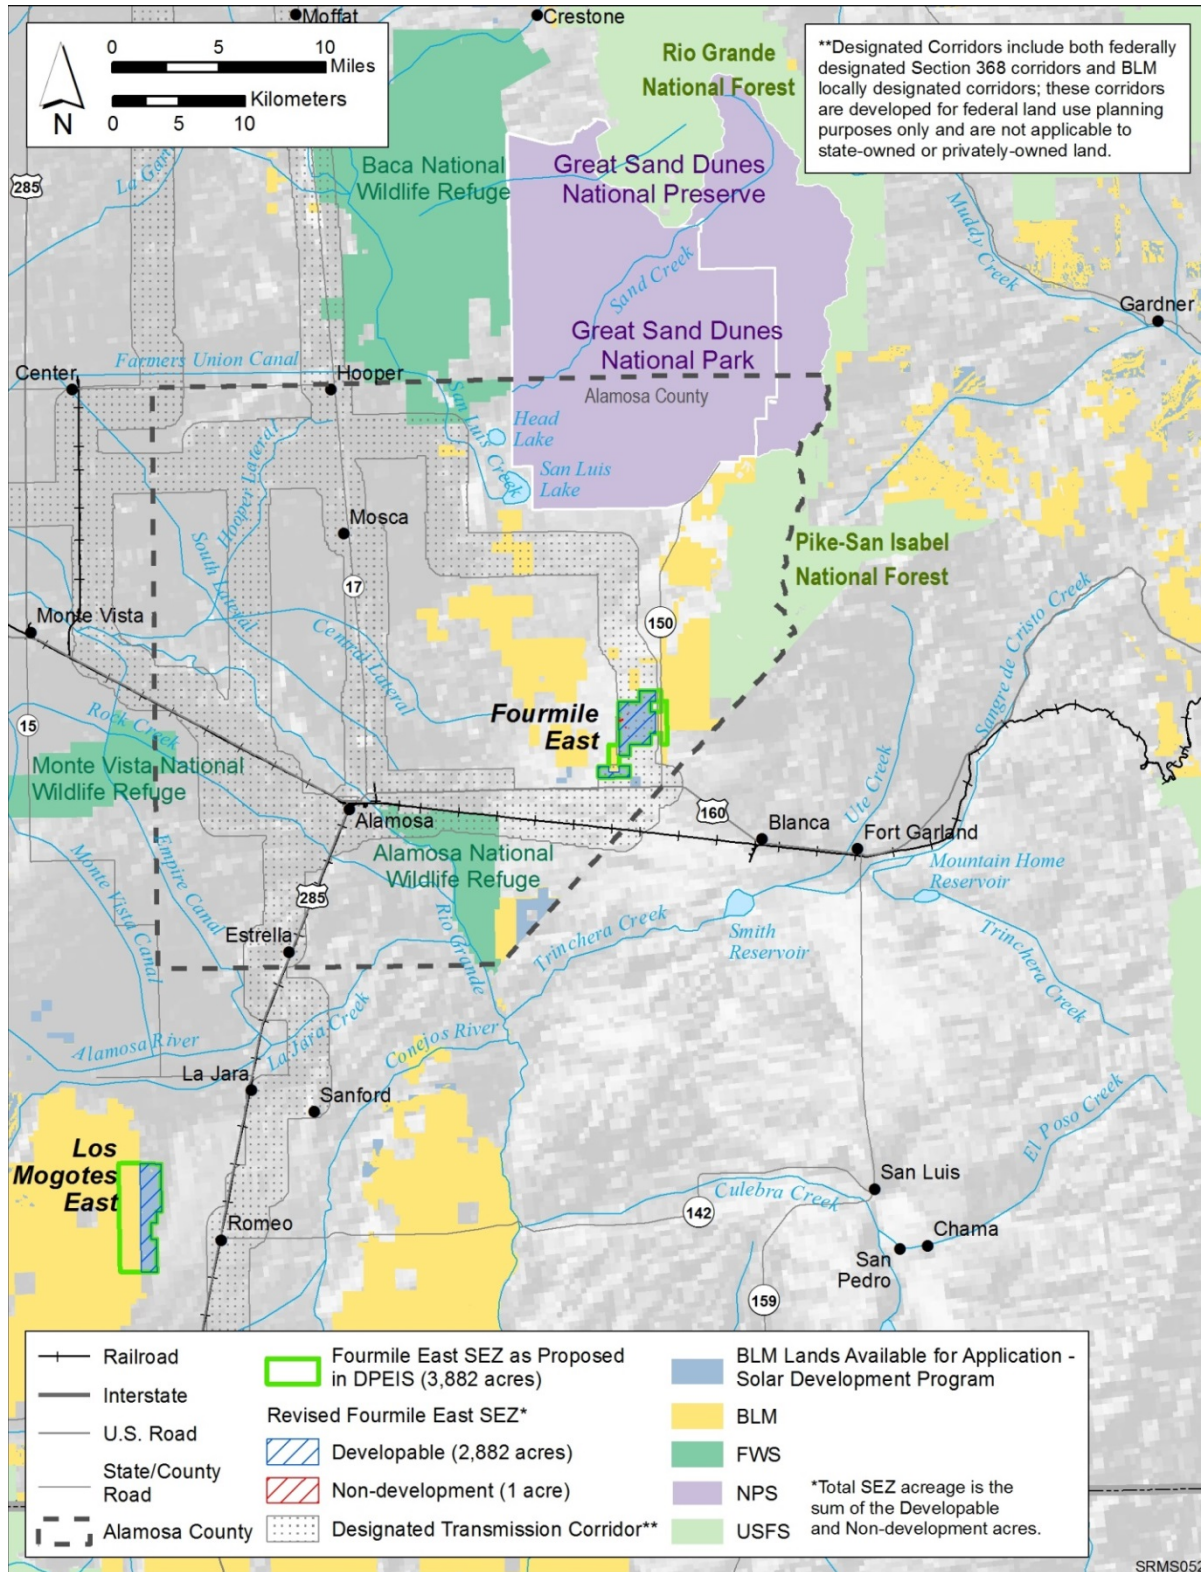 Moffat
Crestone
0 5 10
Miles
Kilometers
0 5 10
N
**Designated Corridors include both federally
designated Section 368 corridors and BLM
locally designated corridors; these corridors
are developed for federal land use planning
purposes only and are not applicable to
state-owned or privately-owned land.
Rio Grande
National Forest
285
La Gar
Baca National
Wildlife Refuge
Great Sand Dunes
National Preserve
Muddy Creek
Sand Creek
Gardner
Great Sand Dunes
National Park
Farmers Union Canal
Center
Hooper
Alamosa County
San Luis Creek
Head
Lake
San Luis
Lake
Hooper Lateral
South Lateral
Mosca
Pike-San Isabel
National Forest
17
150
Monte Vista
Central Lateral
Sangre de Cristo Creek
15
Rock Creek
Fourmile
East
Monte Vista National
Wildlife Refuge
Ute Creek
160
Alamosa
Blanca
Fort Garland
Alamosa National
Wildlife Refuge
Mountain Home
Reservoir
Empire Canal
Monte Vista Canal
285
Rio Grande
Estrella
Trinchera Creek
Smith
Reservoir
Trinchera Creek
Alamosa River
La Jara Creek
Conejos River
La Jara
Sanford
El Poso Creek
Los
Mogotes
East
San Luis
Culebra Creek
142
Romeo
Chama
San
Pedro
159
Railroad
Interstate
U.S. Road
State/County
Road
Alamosa County
Fourmile East SEZ as Proposed
in DPEIS (3,882 acres)
Revised Fourmile East SEZ*
Developable (2,882 acres)
Non-development (1 acre)
Designated Transmission Corridor**
BLM Lands Available for Application -
Solar Development Program
BLM
FWS
NPS
USFS
*Total SEZ acreage is the
sum of the Developable
and Non-development acres.
SRMS052